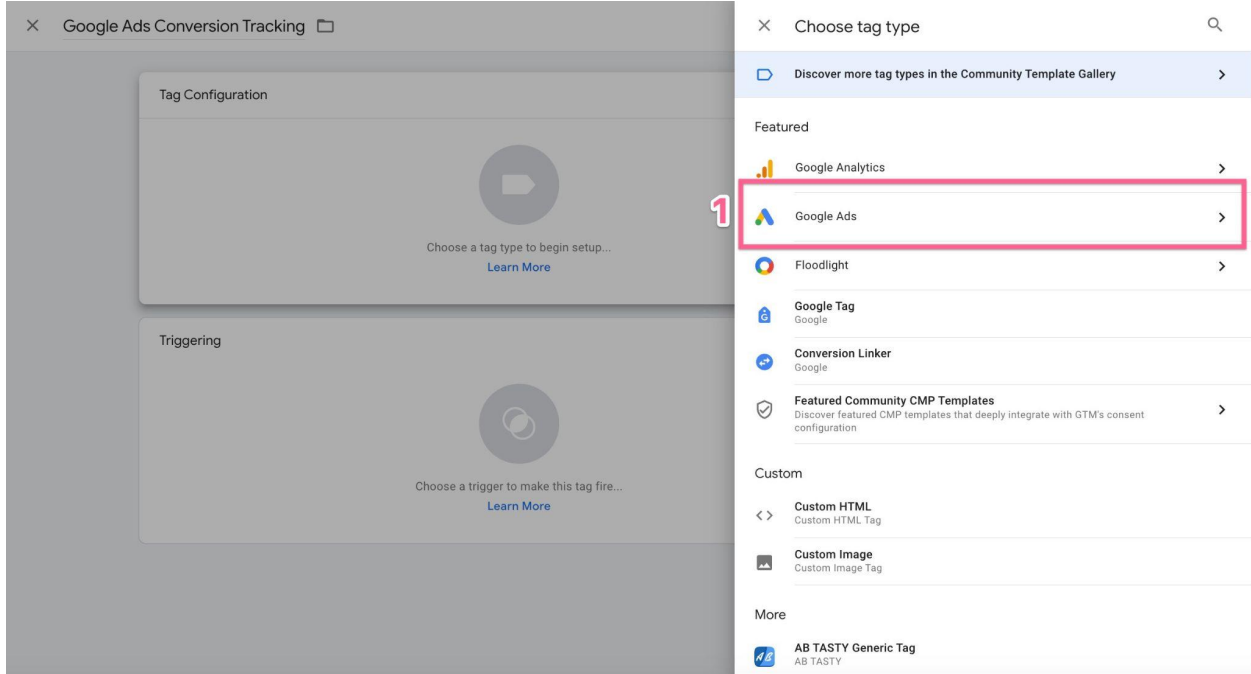 Google Ads Conversion Tracking
Tag Configuration
Choose a tag type to begin setup...
Learn More
Triggering
Choose a trigger to make this tag fire...
Learn More
Choose tag type
Discover more tag types in the Community Template Gallery
Featured
Google Analytics
1
Google Ads
Floodlight
G
Google Tag
Google
Conversion Linker
Google
Featured Community CMP Templates
Discover featured CMP templates that deeply integrate with GTM's consent
configuration
Custom
Custom HTML
Custom HTML Tag
Custom Image
Custom Image Tag
More
AB
AB TASTY Generic Tag
AB TASTY